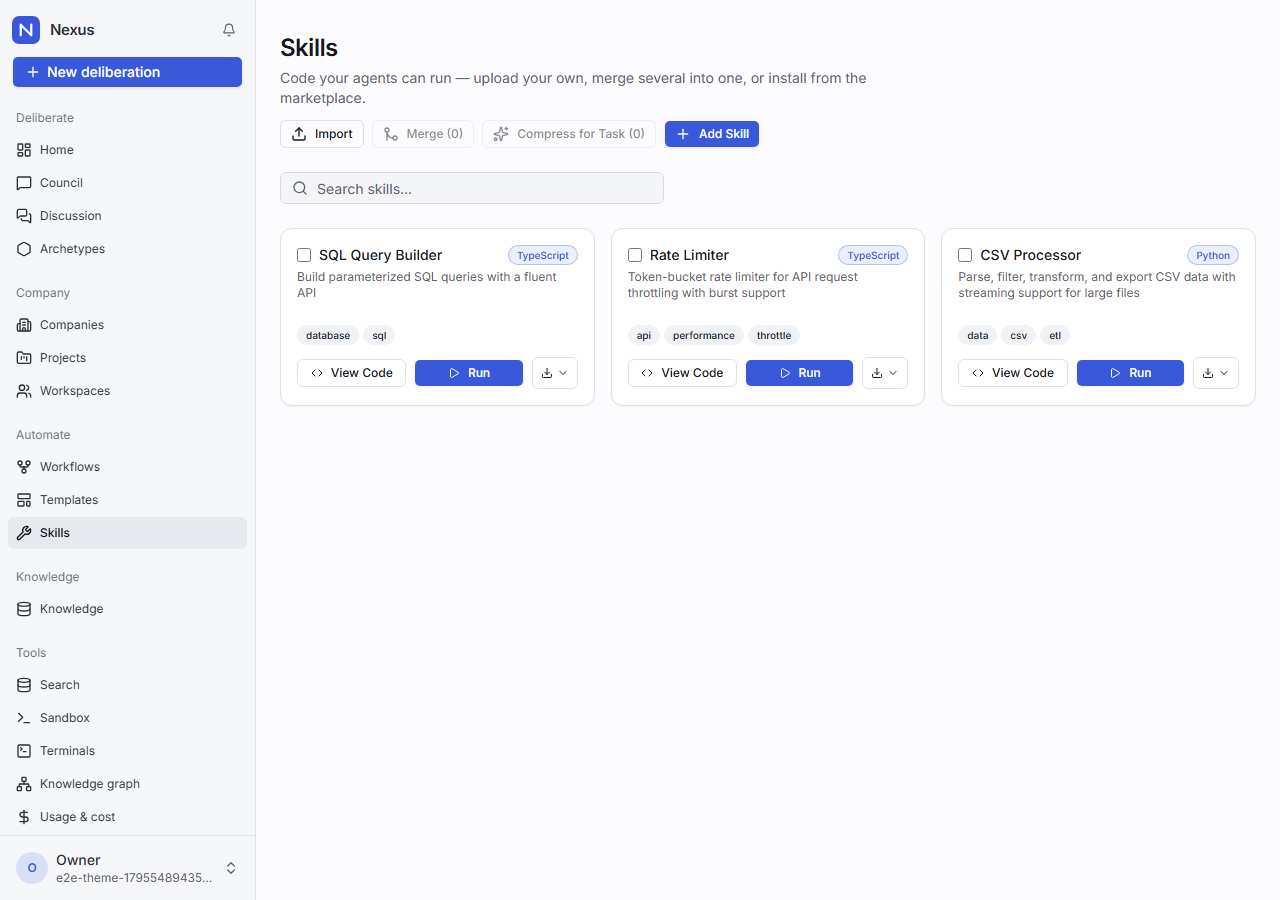 Nexus
New deliberation
Deliberate
Home
Council
Discussion
Archetypes
Company
Companies
Projects
Workspaces
Automate
Workflows
Templates
Skills
Knowledge
Knowledge
Tools
Search
Sandbox
Terminals
Knowledge graph
Usage & cost
O
Owner
e2e-theme-17955489435...
Skills
Code your agents can run — upload your own, merge several into one, or install from the
marketplace.
Import
Merge (0)
Compress for Task (0)
Add Skill
Search skills...
SQL Query Builder
TypeScript
Build parameterized SQL queries with a fluent
API
database
sql
View Code
Run
Rate Limiter
TypeScript
Token-bucket rate limiter for API request
throttling with burst support
api
performance
throttle
View Code
Run
CSV Processor
Python
Parse, filter, transform, and export CSV data with
streaming support for large files
data
csv
etl
View Code
Run